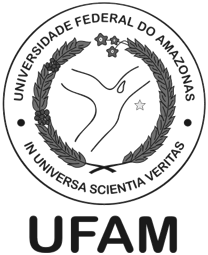 UNIVERSIDADE FEDERAL DO AMAZONAS
IN UNIVERSA SCIENTIA VERITAS
UFAM